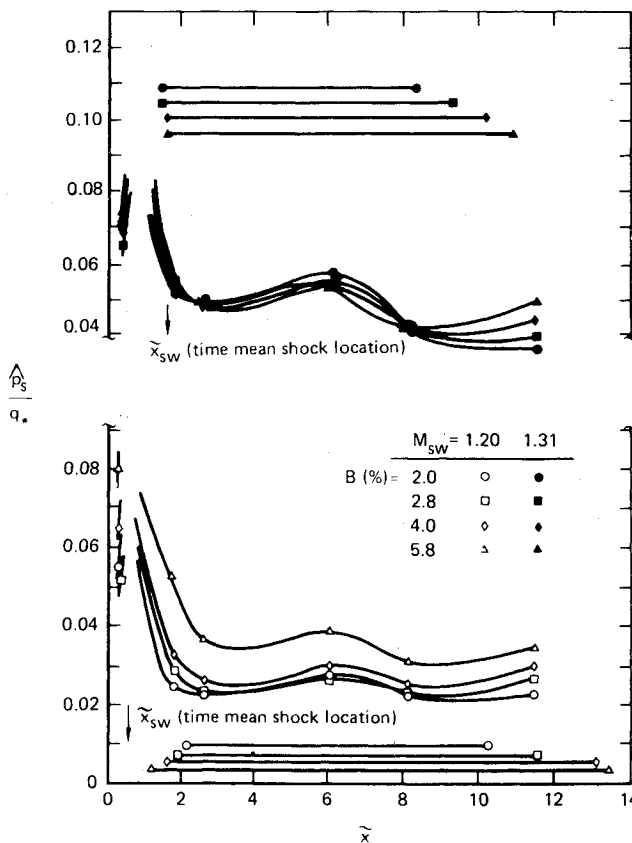 0.12
0.10
0.08
0.06
0.04
x̃SW (time mean shock location)
p̂s
q*
MSW = 1.20 1.31
B (%) = 2.0
2.8
4.0
5.8
0.08
0.06
0.04
0.02
x̃SW (time mean shock location)
0
0 2 4 6 8 10 12 14
x̃